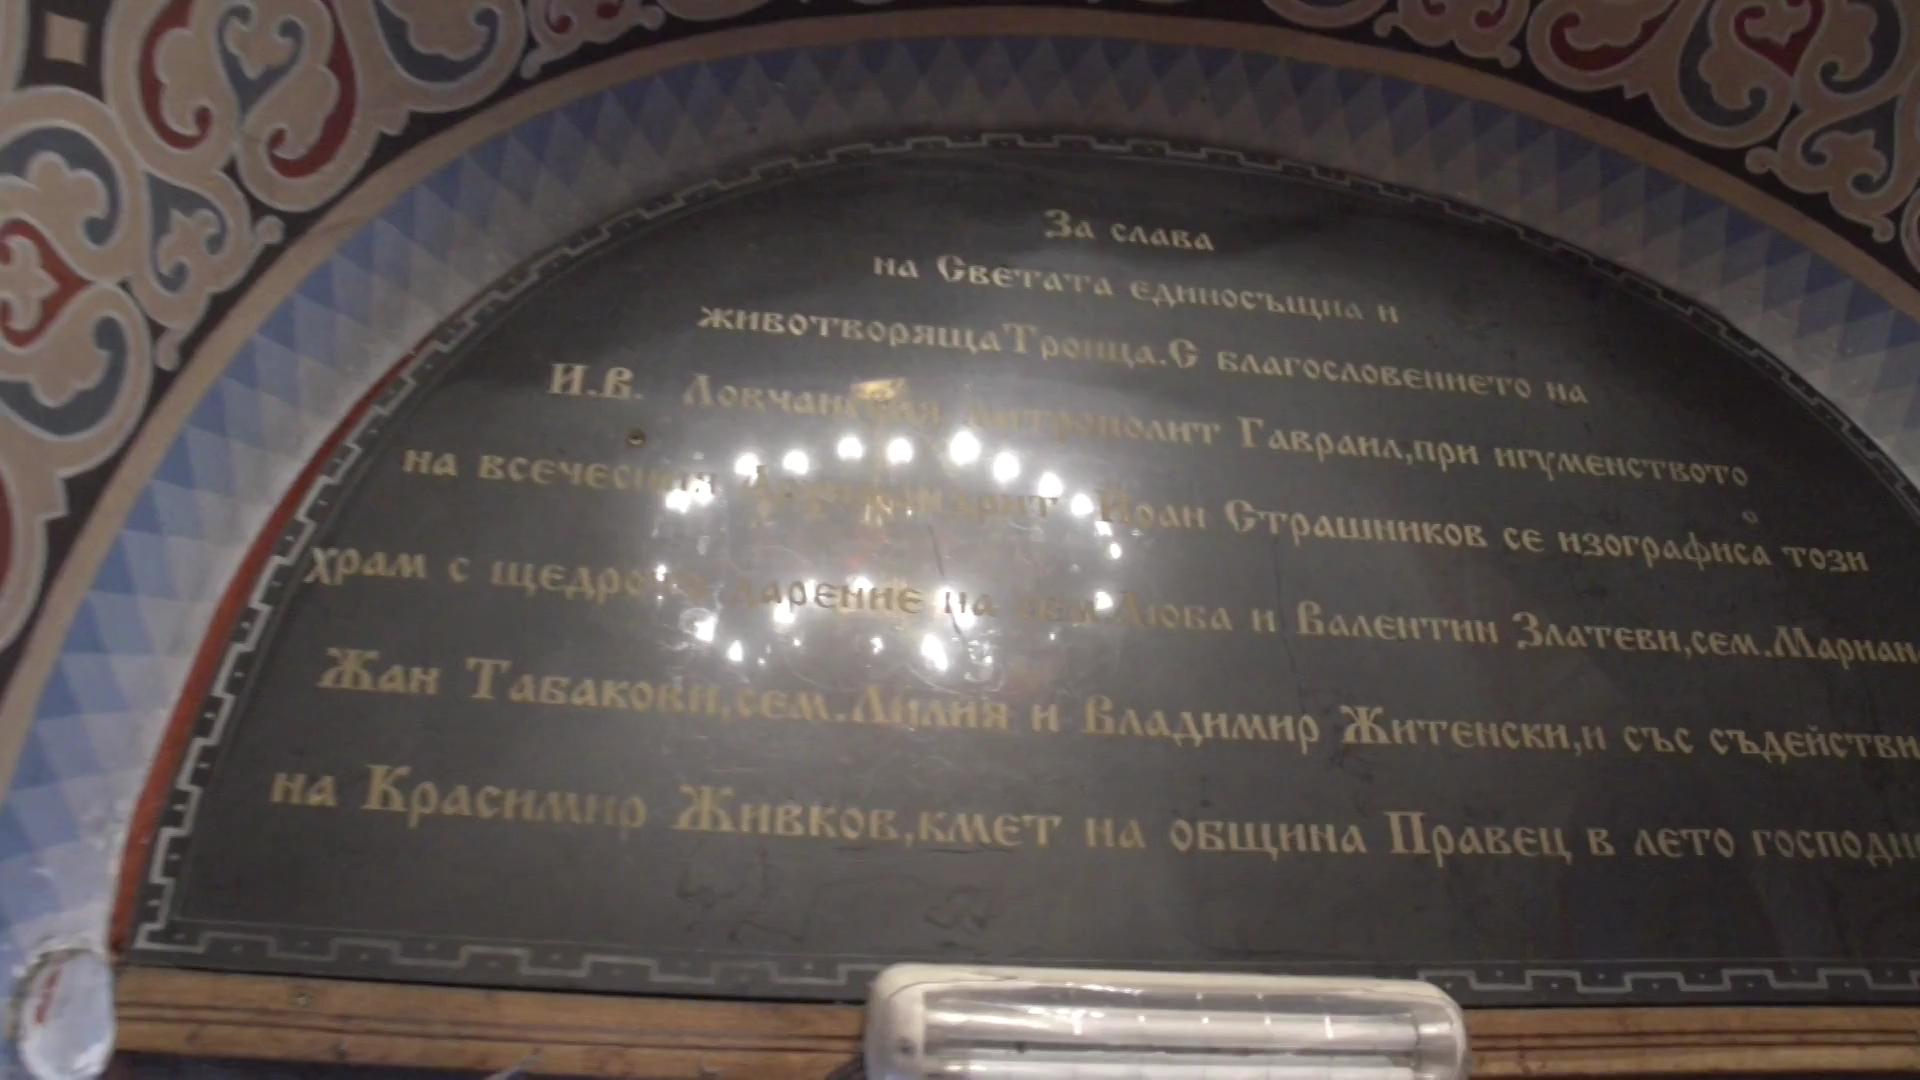 За слава
на Светата единосъщна и
животворяща Троица. С благословението на
И.В. Ловчанския митрополит Гавраил, при игуменството
на всечестния Архимандрит Йоан Страшников се изографиса този
храм с щедрото дарение на сем. Люба и Валентин Златеви, сем. Мариана
Жан Табакови, сем. Лилия и Владимир Житенски, и със съдействи
на Красимир Живков, кмет на община Правец в лето господн